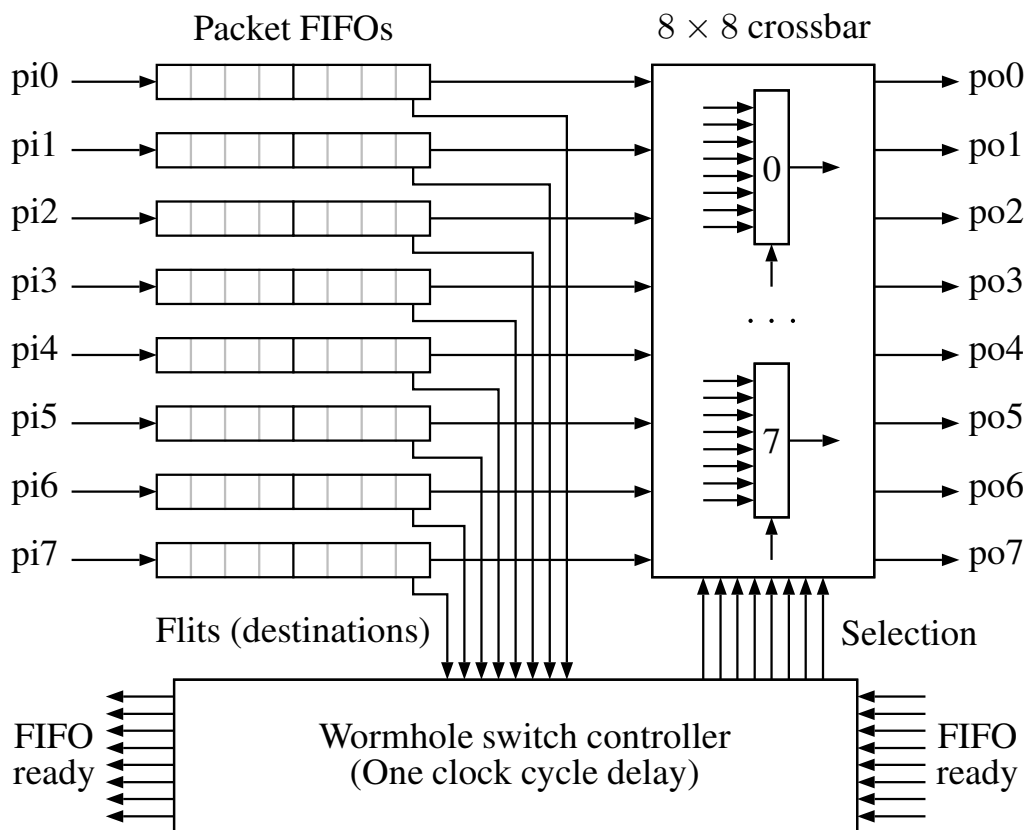 Packet FIFOs
8 × 8 crossbar
pi0
po0
pi1
po1
0
pi2
po2
pi3
po3
. . .
pi4
po4
pi5
po5
7
pi6
po6
pi7
po7
Flits (destinations)
Selection
FIFO
ready
Wormhole switch controller
(One clock cycle delay)
FIFO
ready